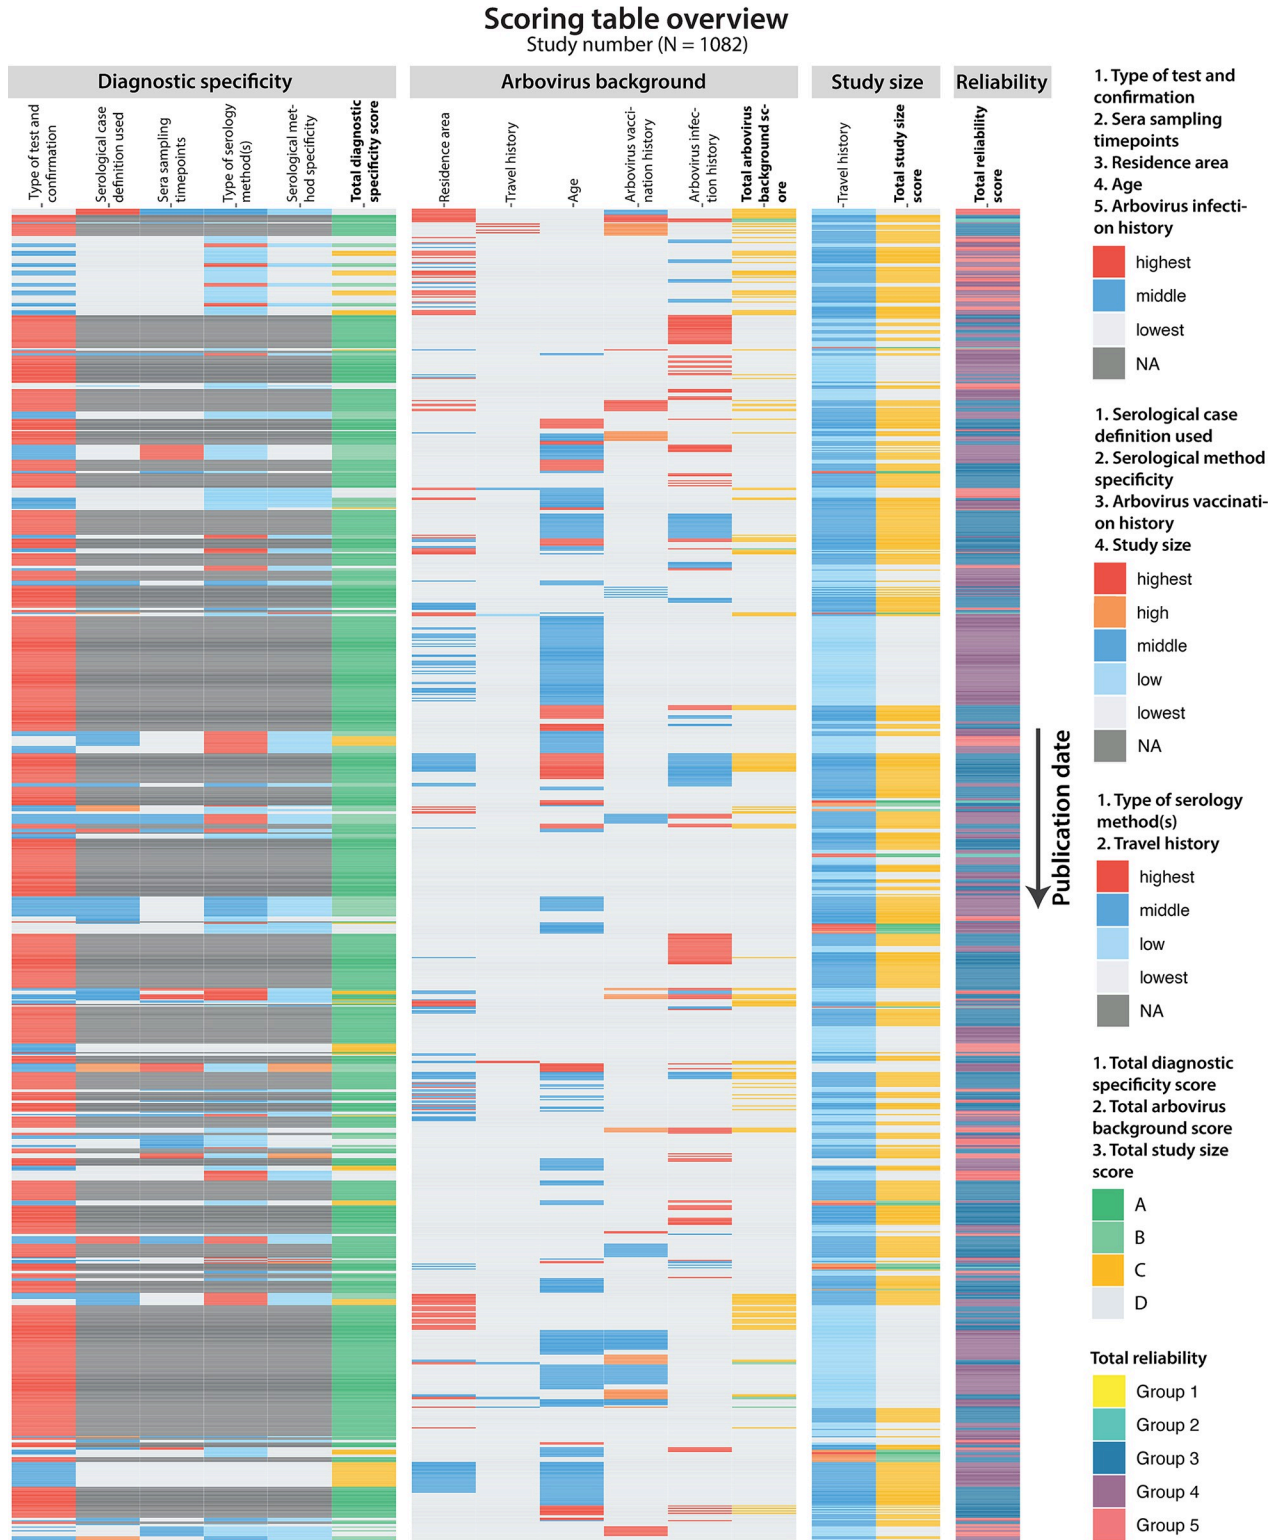 Scoring table overview
Study number (N = 1082)
Diagnostic specificity
Arbovirus background
Study size
Reliability
Type of test and
confirmation
Serological case
definition used
Sera sampling
timepoints
Type of serology
method(s)
Serological met-
hod specificity
Total diagnostic
specificity score
Residence area
Travel history
Age
Arbovirus vacci-
nation history
Arbovirus infec-
tion history
Total arbovirus
background sc-
ore
Travel history
Total study size
score
Total reliability
score
Publication date
1. Type of test and
confirmation
2. Sera sampling
timepoints
3. Residence area
4. Age
5. Arbovirus infecti-
on history
highest
middle
lowest
NA
1. Serological case
definition used
2. Serological method
specificity
3. Arbovirus vaccinati-
on history
4. Study size
highest
high
middle
low
lowest
NA
1. Type of serology
method(s)
2. Travel history
highest
middle
low
lowest
NA
1. Total diagnostic
specificity score
2. Total arbovirus
background score
3. Total study size
score
A
B
C
D
Total reliability
Group 1
Group 2
Group 3
Group 4
Group 5